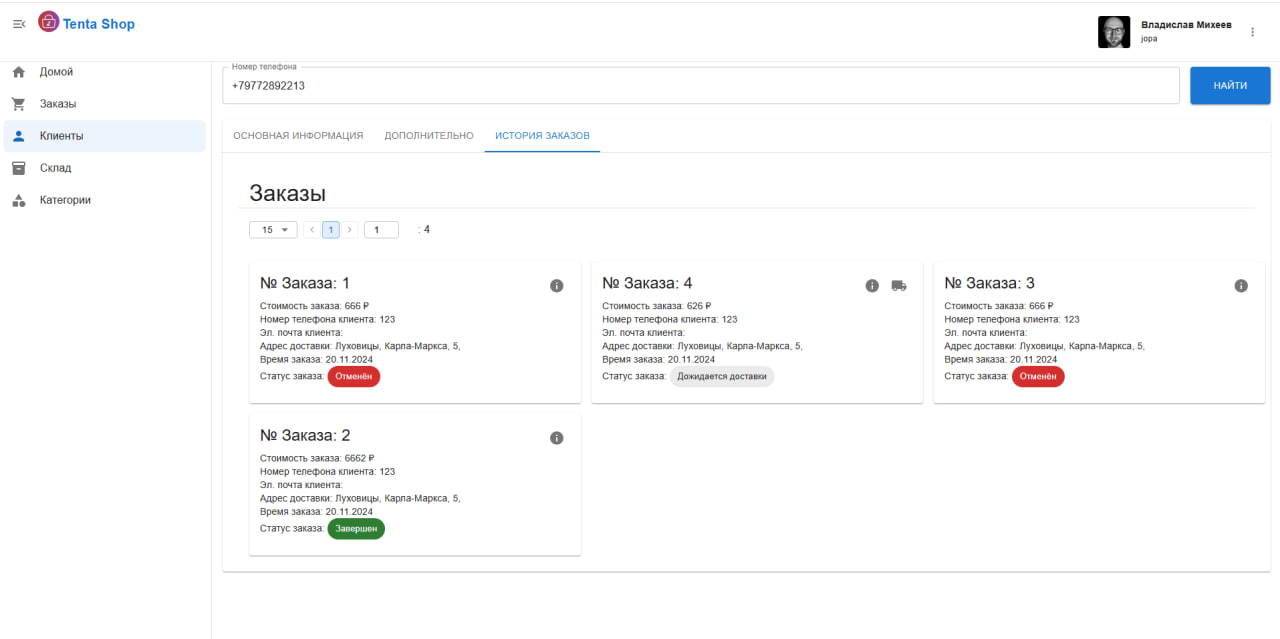 Tenta Shop
Владислав Михеев
jopa
Домой
Заказы
Клиенты
Склад
Категории
Номер телефона
+79772892213
НАЙТИ
ОСНОВНАЯ ИНФОРМАЦИЯ ДОПОЛНИТЕЛЬНО ИСТОРИЯ ЗАКАЗОВ
Заказы
15 1 1 : 4
№ Заказа: 1
Стоимость заказа: 666 ₽
Номер телефона клиента: 123
Эл. почта клиента:
Адрес доставки: Луховицы, Карла-Маркса, 5,
Время заказа: 20.11.2024
Статус заказа: Отменён
№ Заказа: 4
Стоимость заказа: 626 ₽
Номер телефона клиента: 123
Эл. почта клиента:
Адрес доставки: Луховицы, Карла-Маркса, 5,
Время заказа: 20.11.2024
Статус заказа: Дожидается доставки
№ Заказа: 3
Стоимость заказа: 666 ₽
Номер телефона клиента: 123
Эл. почта клиента:
Адрес доставки: Луховицы, Карла-Маркса, 5,
Время заказа: 20.11.2024
Статус заказа: Отменён
№ Заказа: 2
Стоимость заказа: 6662 ₽
Номер телефона клиента: 123
Эл. почта клиента:
Адрес доставки: Луховицы, Карла-Маркса, 5,
Время заказа: 20.11.2024
Статус заказа: Завершен